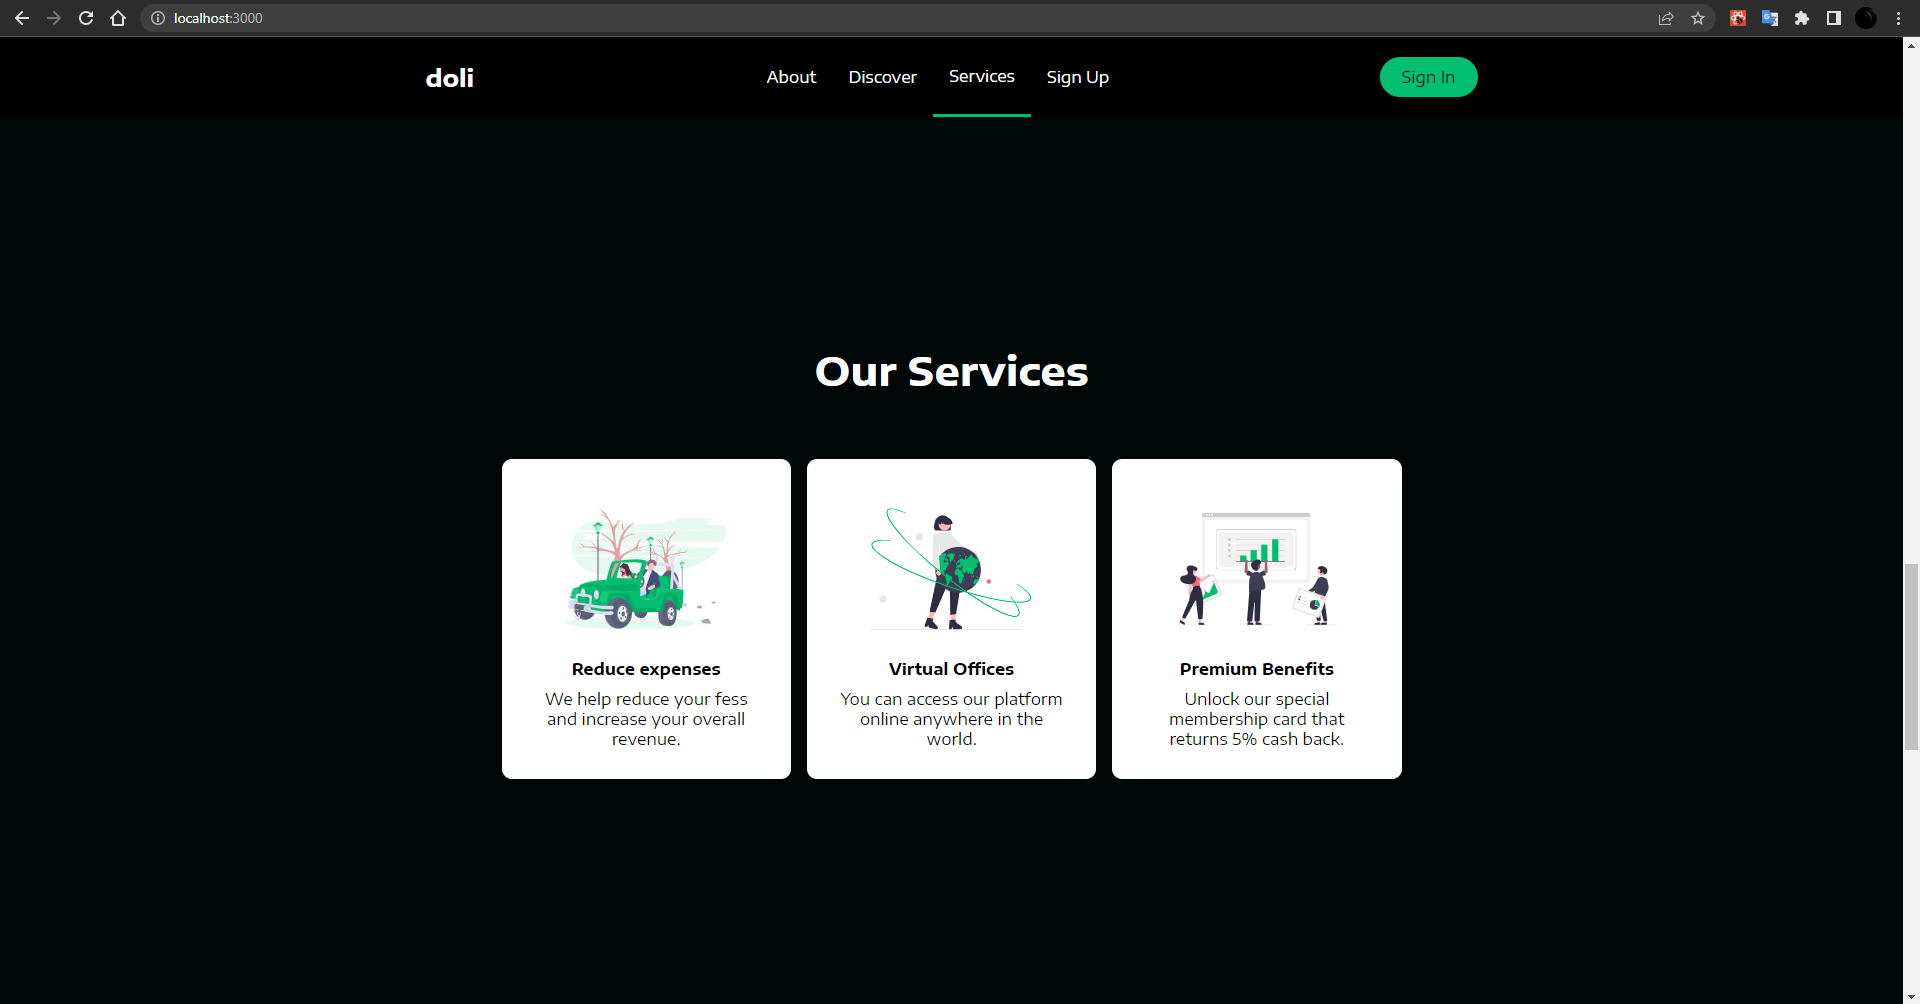 localhost:3000
doli
About
Discover
Services
Sign Up
Sign In
Our Services
Reduce expenses
We help reduce your fess
and increase your overall
revenue.
Virtual Offices
You can access our platform
online anywhere in the
world.
Premium Benefits
Unlock our special
membership card that
returns 5% cash back.